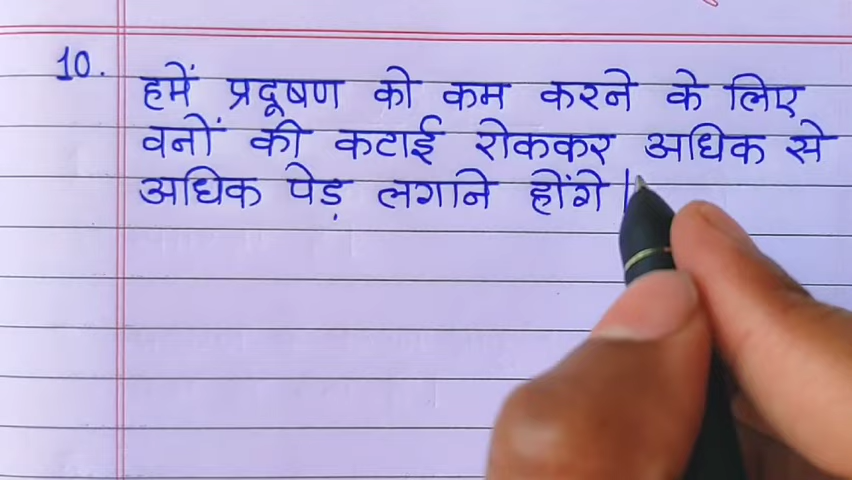 10. हमें प्रदूषण को कम करने के लिए
वनों की कटाई रोककर अधिक से
अधिक पेड़ लगाने होंगे।